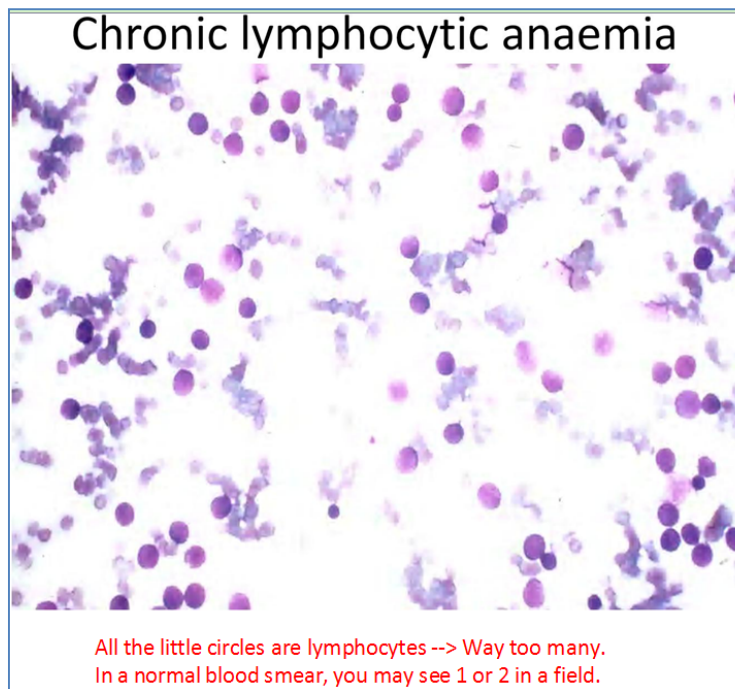 Chronic lymphocytic anaemia
All the little circles are lymphocytes --> Way too many.
In a normal blood smear, you may see 1 or 2 in a field.